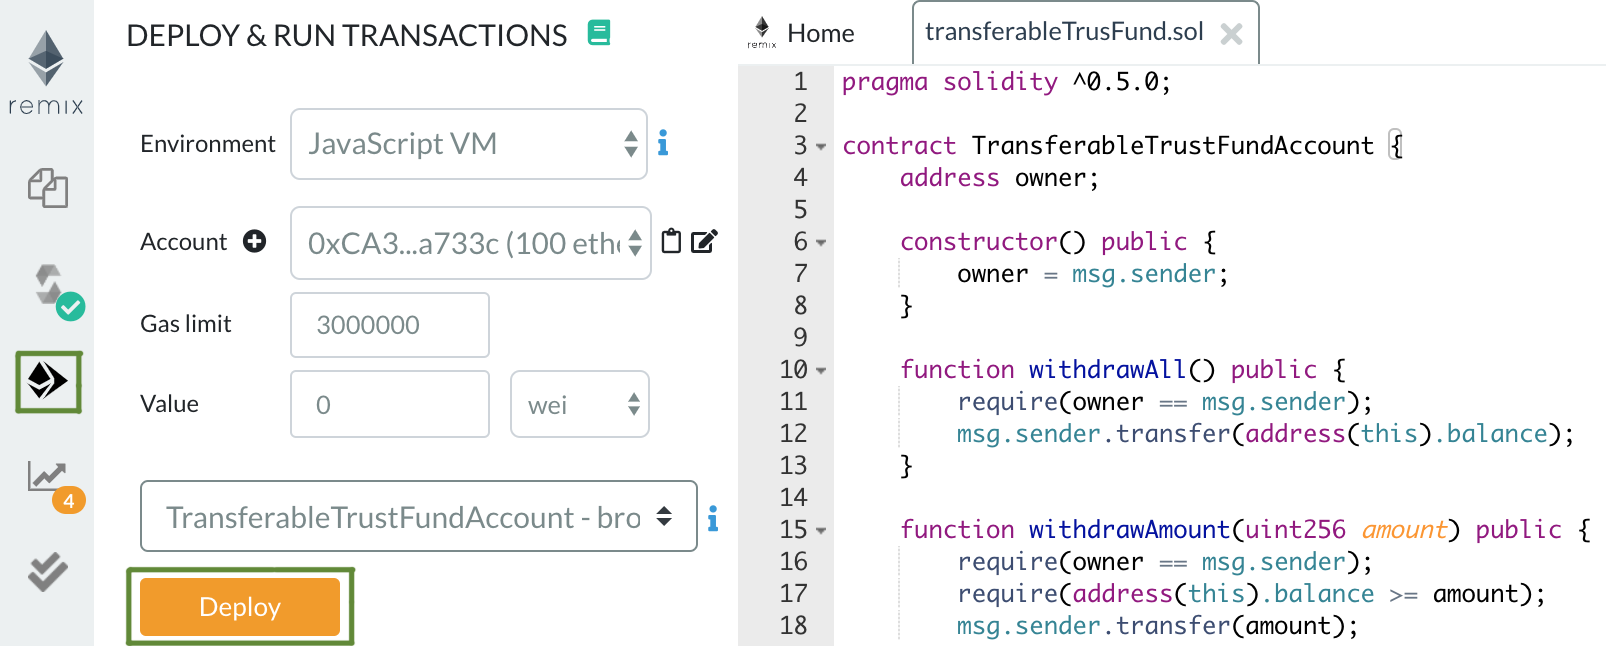 remix
DEPLOY & RUN TRANSACTIONS
Environment
JavaScript VM
i
Account
0xCA3...a733c (100 eth
Gas limit
3000000
Value
0
wei
4
TransferableTrustFundAccount - bro
i
Deploy
remix
Home
transferableTrusFund.sol
1 pragma solidity ^0.5.0;
2
3 contract TransferableTrustFundAccount {
4 address owner;
5
6 constructor() public {
7 owner = msg.sender;
8 }
9
10 function withdrawAll() public {
11 require(owner == msg.sender);
12 msg.sender.transfer(address(this).balance);
13 }
14
15 function withdrawAmount(uint256 amount) public {
16 require(owner == msg.sender);
17 require(address(this).balance >= amount);
18 msg.sender.transfer(amount);